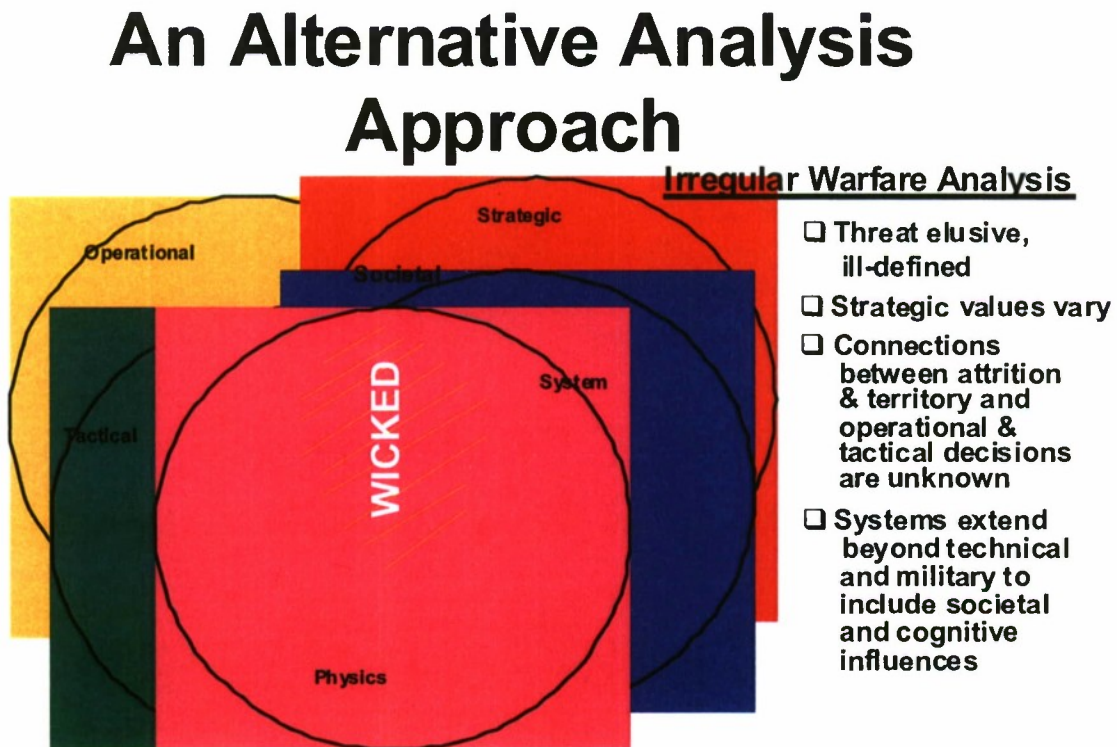 An Alternative Analysis
Approach
Irregular Warfare Analysis
Strategic
Operational
Societal
System
Tactical
WICKED
Physics
❑ Threat elusive,
ill-defined
❑ Strategic values vary
❑ Connections
between attrition
& territory and
operational &
tactical decisions
are unknown
❑ Systems extend
beyond technical
and military to
include societal
and cognitive
influences